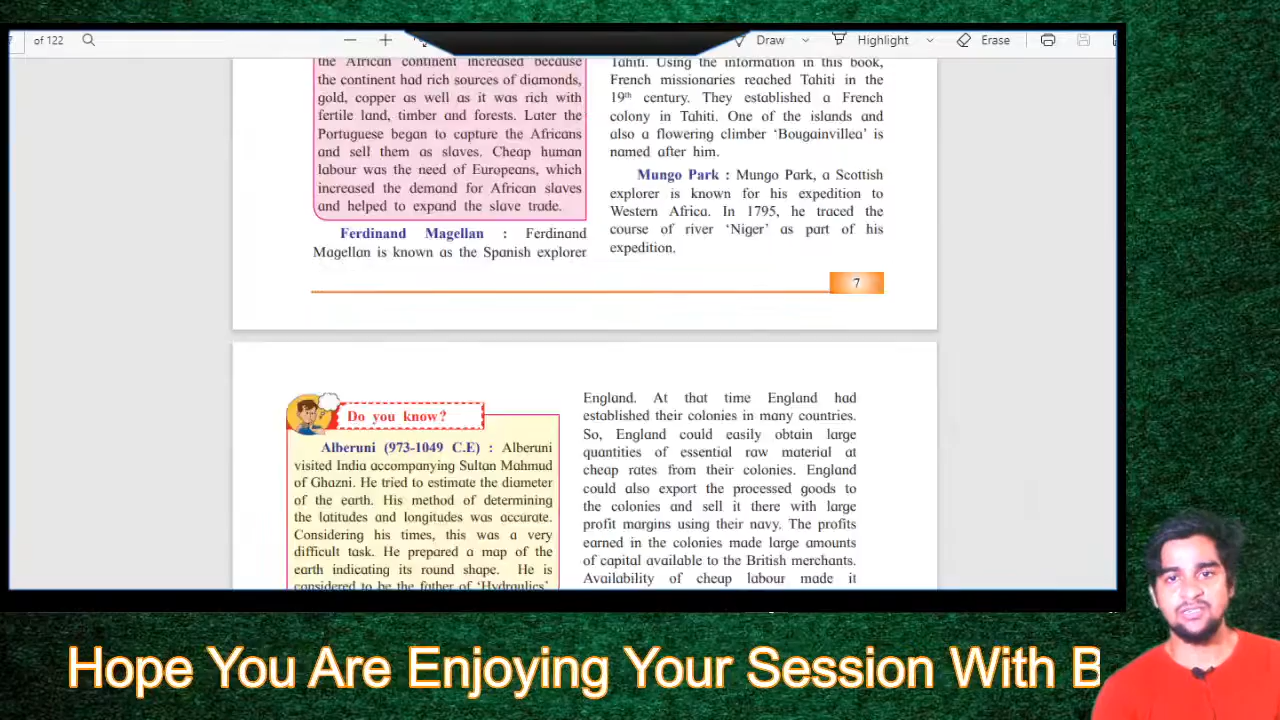 of 122
Draw
Highlight
Erase
the African continent increased because
the continent had rich sources of diamonds,
gold, copper as well as it was rich with
fertile land, timber and forests. Later the
Portuguese began to capture the Africans
and sell them as slaves. Cheap human
labour was the need of Europeans, which
increased the demand for African slaves
and helped to expand the slave trade.
Ferdinand Magellan : Ferdinand
Magellan is known as the Spanish explorer
Tahiti. Using the information in this book,
French missionaries reached Tahiti in the
19th century. They established a French
colony in Tahiti. One of the islands and
also a flowering climber ‘Bougainvillea’ is
named after him.
Mungo Park : Mungo Park, a Scottish
explorer is known for his expedition to
Western Africa. In 1795, he traced the
course of river ‘Niger’ as part of his
expedition.
7
Do you know?
Alberuni (973-1049 C.E) : Alberuni
visited India accompanying Sultan Mahmud
of Ghazni. He tried to estimate the diameter
of the earth. His method of determining
the latitudes and longitudes was accurate.
Considering his times, this was a very
difficult task. He prepared a map of the
earth indicating its round shape. He is
considered to be the father of ‘Hydraulics’.
England. At that time England had
established their colonies in many countries.
So, England could easily obtain large
quantities of essential raw material at
cheap rates from their colonies. England
could also export the processed goods to
the colonies and sell it there with large
profit margins using their navy. The profits
earned in the colonies made large amounts
of capital available to the British merchants.
Availability of cheap labour made it
Hope You Are Enjoying Your Session With B